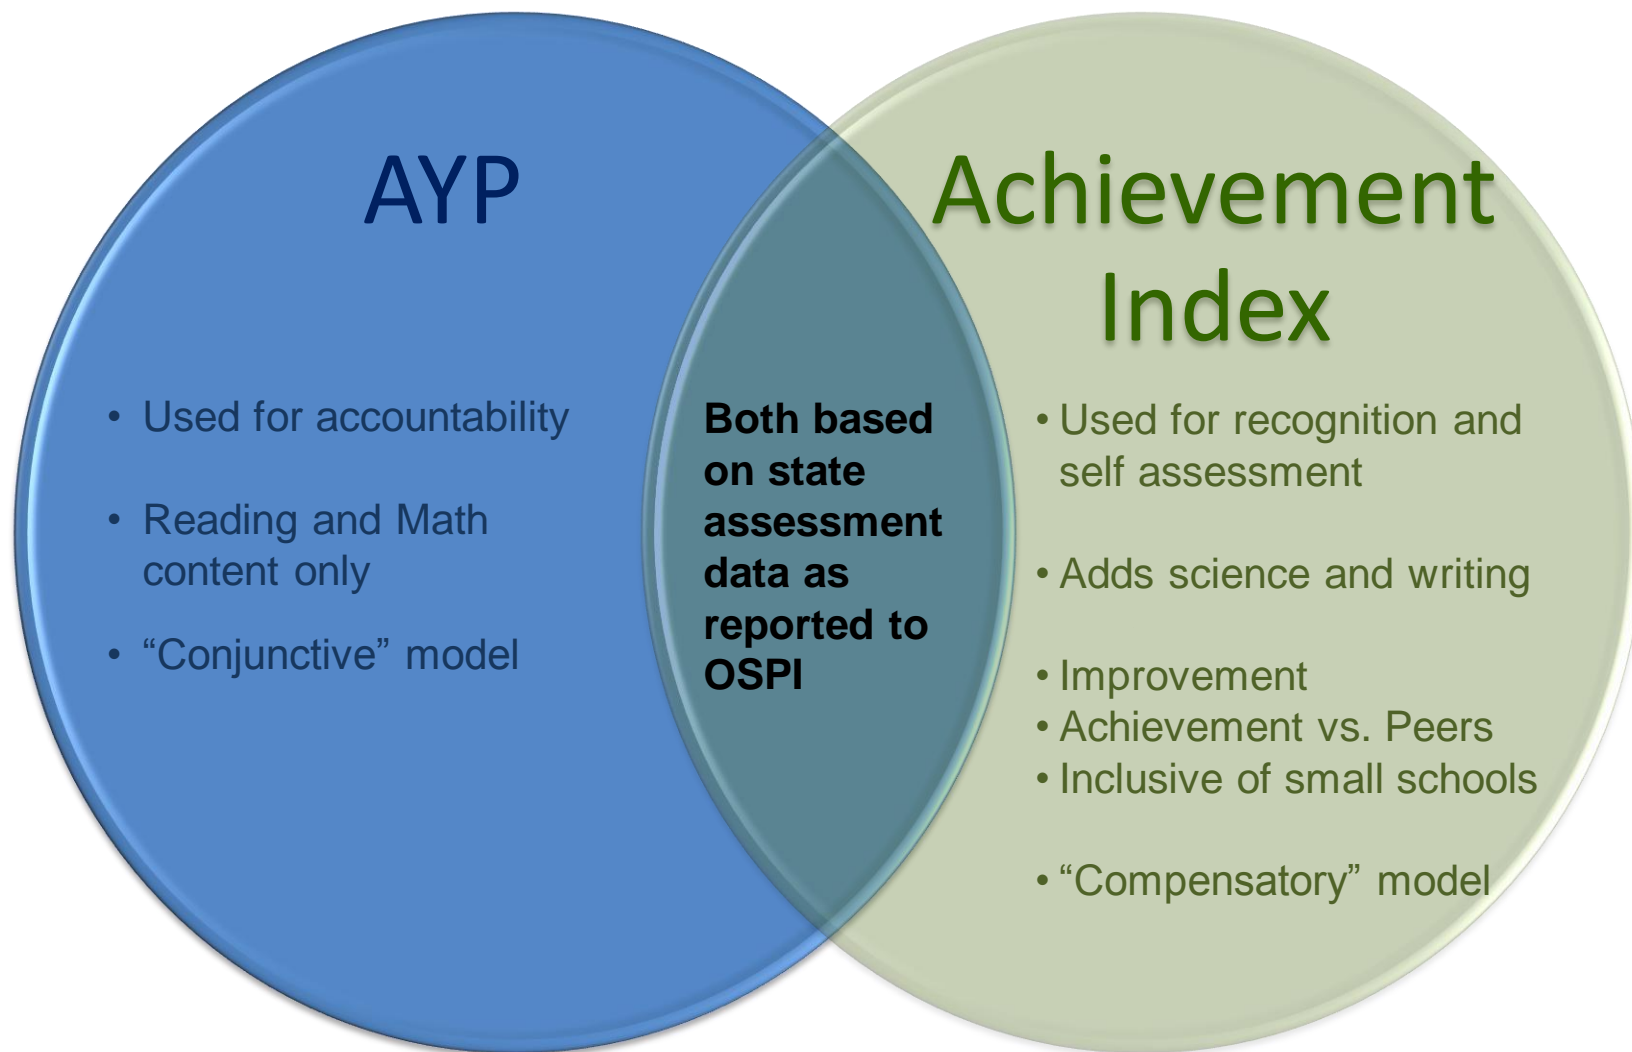 AYP
• Used for accountability
• Reading and Math
content only
• “Conjunctive” model
Both based
on state
assessment
data as
reported to
OSPI
Achievement
Index
• Used for recognition and
self assessment
• Adds science and writing
• Improvement
• Achievement vs. Peers
• Inclusive of small schools
• “Compensatory” model